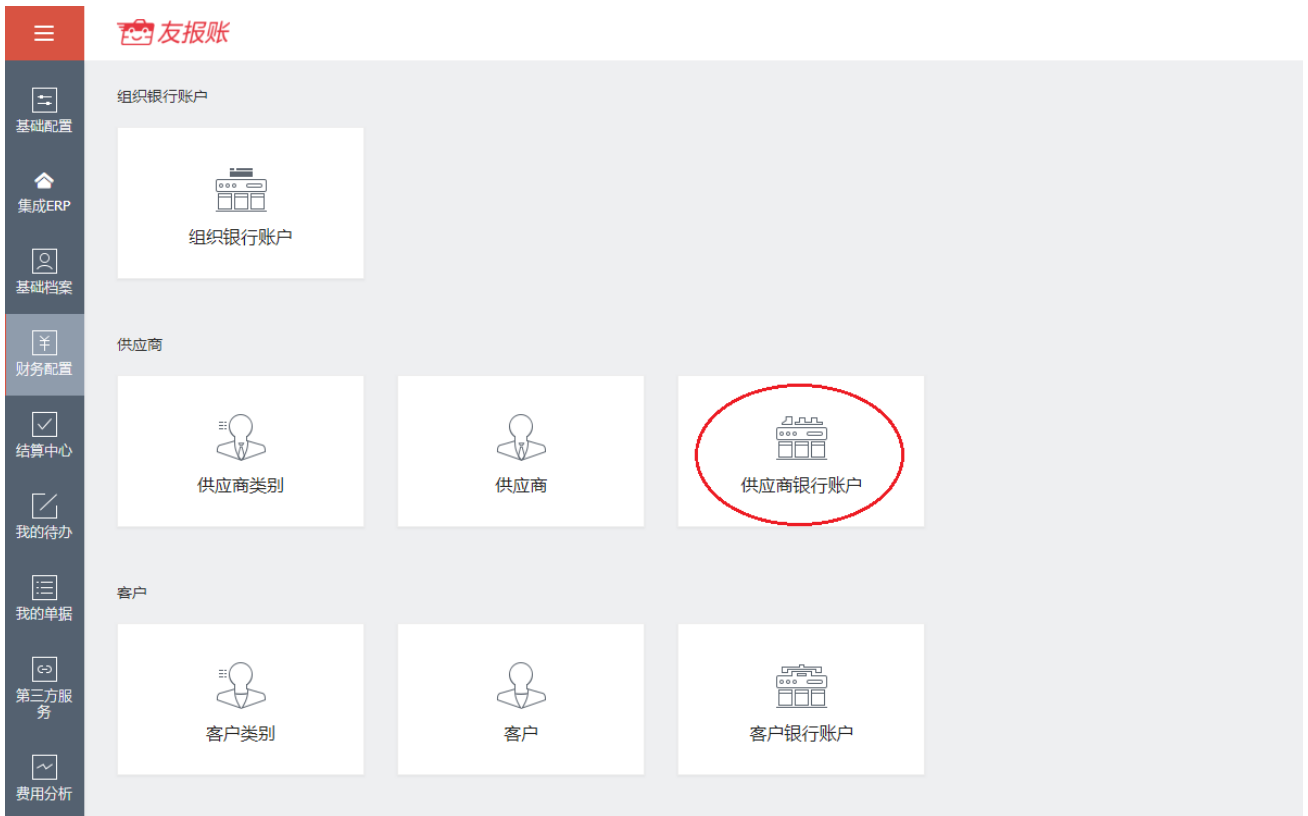 友报账
基础配置
集成ERP
基础档案
财务配置
结算中心
我的待办
我的单据
第三方服
务
费用分析
组织银行账户
组织银行账户
供应商
供应商类别
供应商
供应商银行账户
客户
客户类别
客户
客户银行账户